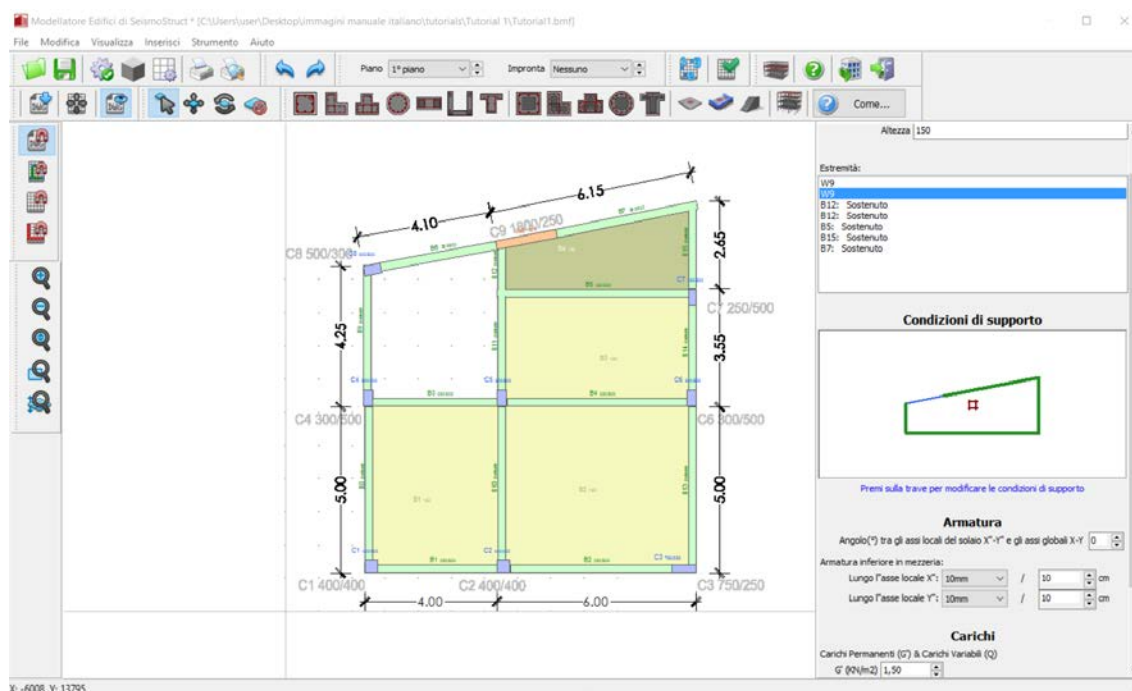 Modellatore Edifici di SeismoStruct * [C:\Users\user\Desktop\immagini manuale italiano\tutorials\Tutorial 1\Tutorial1.bmf]
File Modifica Visualizza Inserisci Strumento Aiuto
Piano 1° piano Impronta Nessuno
Come...
Altezza 150
Estremità:
W9
W9
B12: Sostenuto
B12: Sostenuto
B5: Sostenuto
B15: Sostenuto
B7: Sostenuto
Condizioni di supporto
Premi sulla trave per modificare le condizioni di supporto
Armatura
Angolo(°) tra gli assi locali del solaio X"-Y" e gli assi globali X-Y 0
Armatura inferiore in mezzeria:
Lungo l"asse locale X": 10mm / 10 cm
Lungo l"asse locale Y": 10mm / 10 cm
Carichi
Carichi Permanenti (G') & Carichi Variabili (Q)
G' (KN/m2) 1,50
6.15
4.10
C9 1800/250
C8 500/300
2.65
C7 250/500
4.25
3.55
C4 300/500
C6 300/500
5.00
5.00
C1 400/400
C2 400/400
C3 750/250
4.00
6.00
X: -6008 Y: 13795